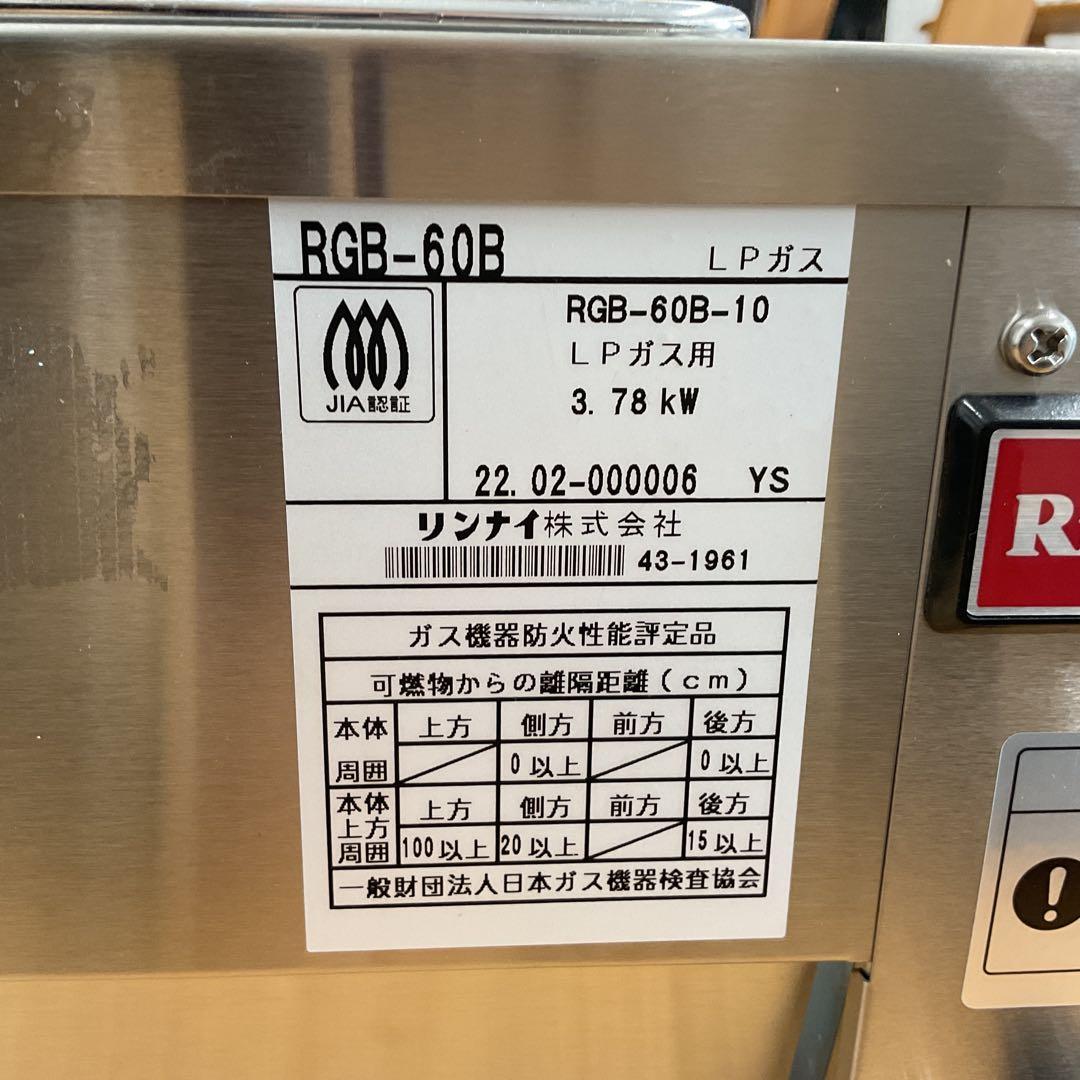 RGB-60B LPガス
JIA認証
RGB-60B-10
LPガス用
3.78 kW
22.02-000006 YS
リンナイ株式会社
43-1961
ガス機器防火性能評定品
可燃物からの離隔距離(cm)
本体周囲 上方 側方 前方 後方
0以上 0以上
本体上方周囲 上方 側方 前方 後方
100以上 20以上 15以上
一般財団法人日本ガス機器検査協会
R
!